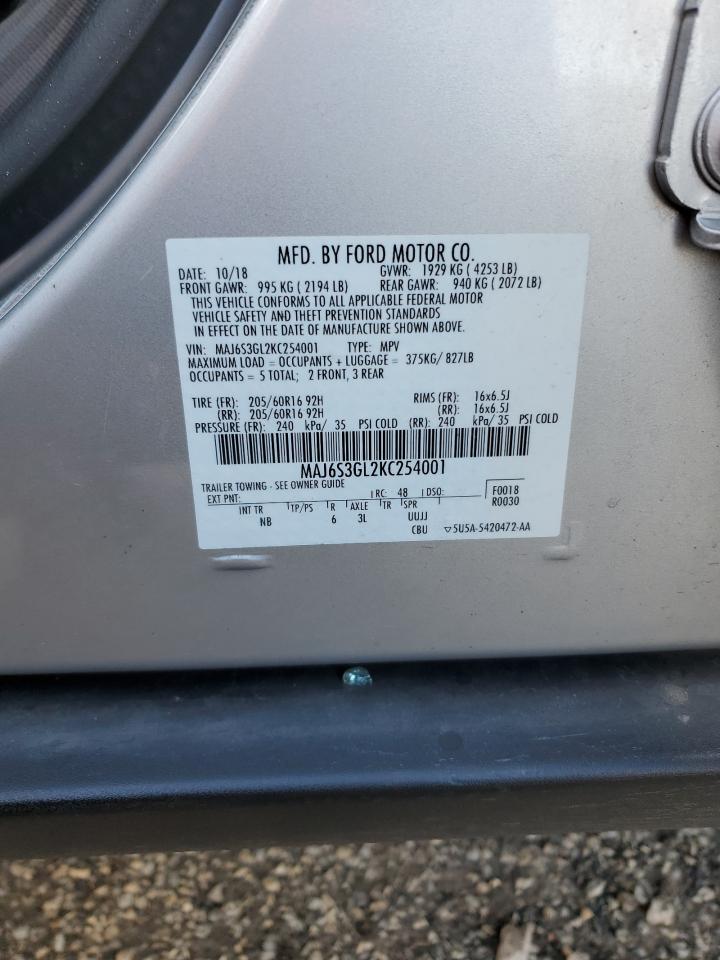 MFD. BY FORD MOTOR CO.
DATE: 10/18 GVWR: 1929 KG ( 4253 LB)
FRONT GAWR: 995 KG ( 2194 LB) REAR GAWR: 940 KG ( 2072 LB)
THIS VEHICLE CONFORMS TO ALL APPLICABLE FEDERAL MOTOR
VEHICLE SAFETY AND THEFT PREVENTION STANDARDS
IN EFFECT ON THE DATE OF MANUFACTURE SHOWN ABOVE.
VIN: MAJ6S3GL2KC254001 TYPE: MPV
MAXIMUM LOAD = OCCUPANTS + LUGGAGE = 375KG/ 827LB
OCCUPANTS = 5 TOTAL; 2 FRONT, 3 REAR
TIRE (FR): 205/60R16 92H RIMS (FR): 16x6.5J
(RR): 205/60R16 92H (RR): 16x6.5J
PRESSURE (FR): 240 kPa/ 35 PSI COLD (RR): 240 kPa/ 35 PSI COLD
MAJ6S3GL2KC254001
TRAILER TOWING - SEE OWNER GUIDE
EXT PNT: RC: 48 DSO: F0018
R0030
INT TR TP/PS R AXLE TR SPR
NB 6 3L UUJJ
CBU ▽5U5A-5420472-AA